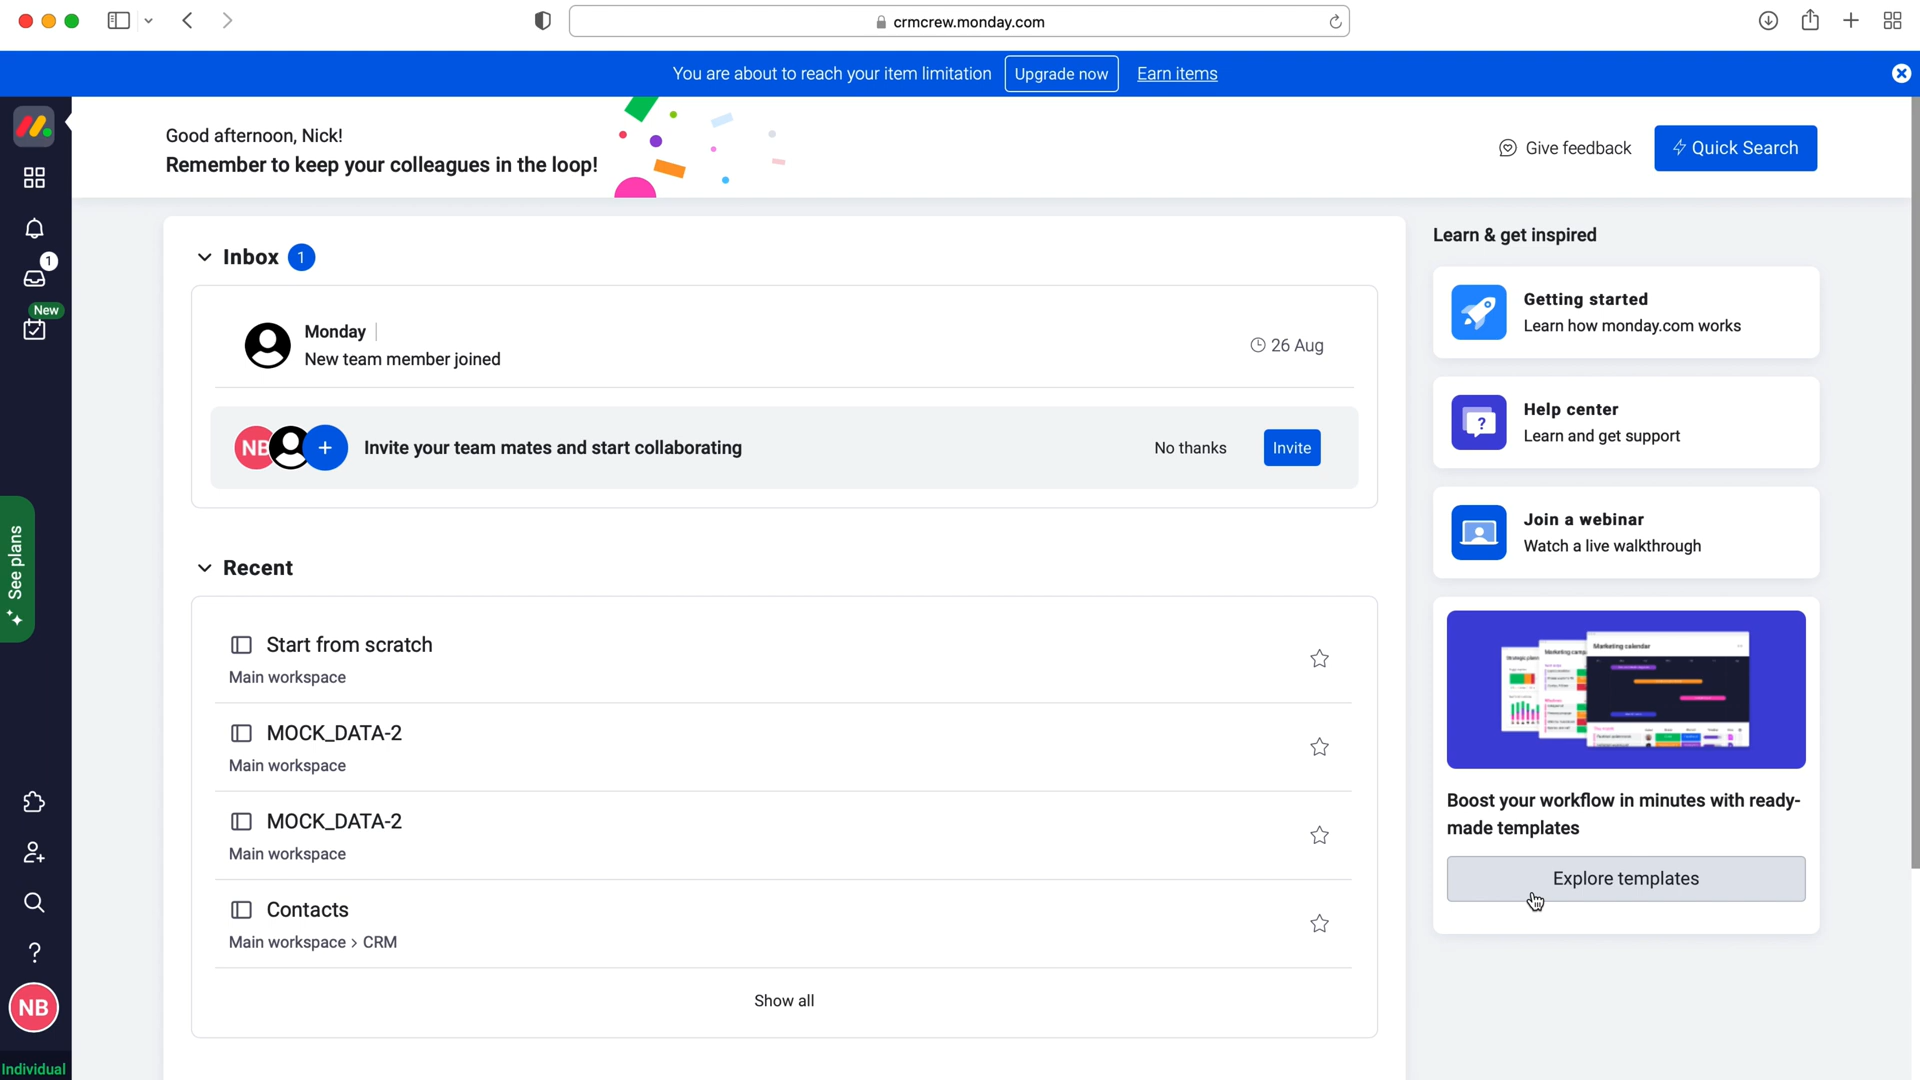 crmcrew.monday.com
You are about to reach your item limitation
Upgrade now
Earn items
Good afternoon, Nick!
Remember to keep your colleagues in the loop!
Give feedback
Quick Search
1
New
See plans
NB
Individual
Inbox 1
Monday
New team member joined
26 Aug
NB
Invite your team mates and start collaborating
No thanks
Invite
Recent
Start from scratch
Main workspace
MOCK_DATA-2
Main workspace
MOCK_DATA-2
Main workspace
Contacts
Main workspace > CRM
Show all
Learn & get inspired
Getting started
Learn how monday.com works
Help center
Learn and get support
Join a webinar
Watch a live walkthrough
Marketing calendar
Boost your workflow in minutes with ready-
made templates
Explore templates